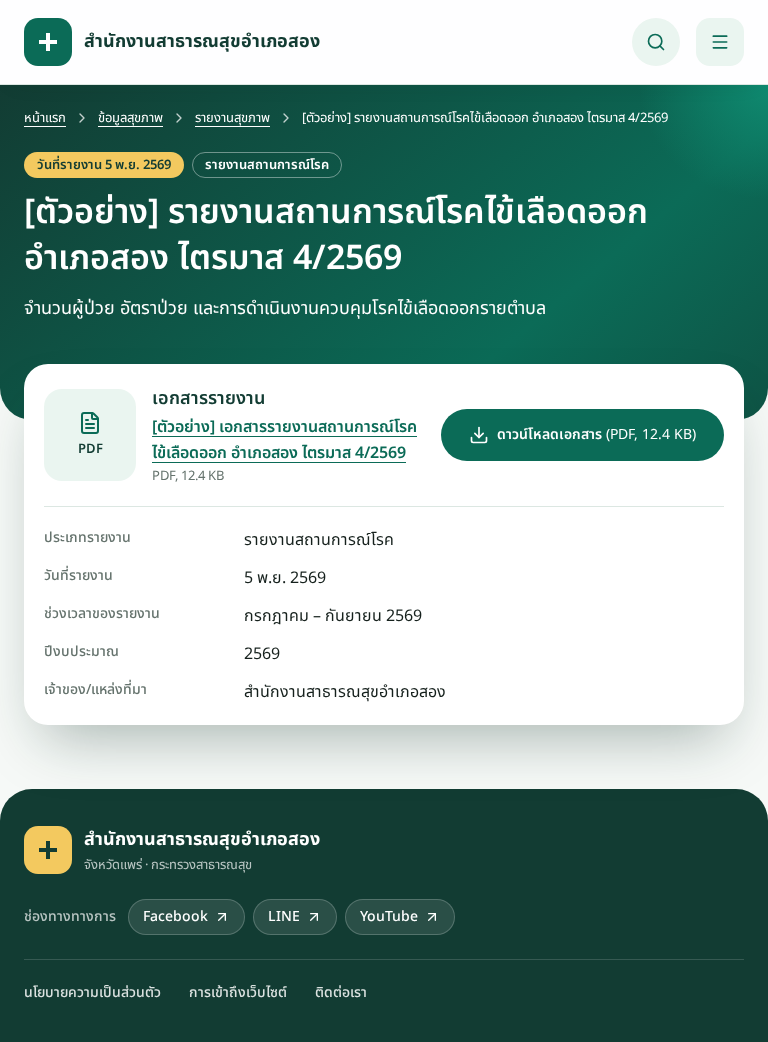 สำนักงานสาธารณสุขอำเภอสอง
หน้าแรก
ข้อมูลสุขภาพ
รายงานสุขภาพ
[ตัวอย่าง] รายงานสถานการณ์โรคไข้เลือดออก อำเภอสอง ไตรมาส 4/2569
วันที่รายงาน 5 พ.ย. 2569
รายงานสถานการณ์โรค
[ตัวอย่าง] รายงานสถานการณ์โรคไข้เลือดออก
อำเภอสอง ไตรมาส 4/2569
จำนวนผู้ป่วย อัตราป่วย และการดำเนินงานควบคุมโรคไข้เลือดออกรายตำบล
PDF
เอกสารรายงาน
[ตัวอย่าง] เอกสารรายงานสถานการณ์โรค
ไข้เลือดออก อำเภอสอง ไตรมาส 4/2569
PDF, 12.4 KB
ดาวน์โหลดเอกสาร (PDF, 12.4 KB)
ประเภทรายงาน
รายงานสถานการณ์โรค
วันที่รายงาน
5 พ.ย. 2569
ช่วงเวลาของรายงาน
กรกฎาคม – กันยายน 2569
ปีงบประมาณ
2569
เจ้าของ/แหล่งที่มา
สำนักงานสาธารณสุขอำเภอสอง
สำนักงานสาธารณสุขอำเภอสอง
จังหวัดแพร่ · กระทรวงสาธารณสุข
ช่องทางทางการ
Facebook
LINE
YouTube
นโยบายความเป็นส่วนตัว
การเข้าถึงเว็บไซต์
ติดต่อเรา